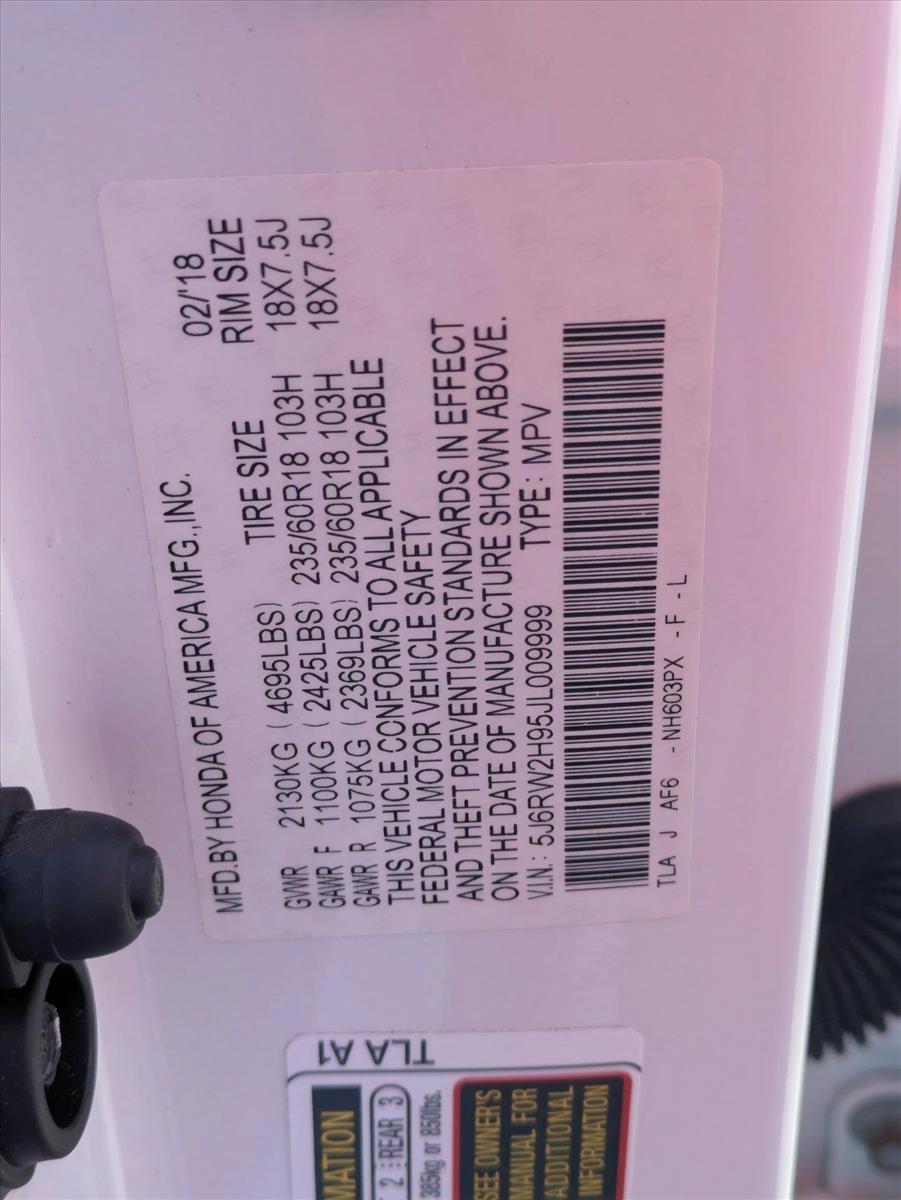 MFD.BY HONDA OF AMERICA MFG.,INC. 02/'18
TIRE SIZE RIM SIZE
GVWR 2130KG ( 4695LBS)
GAWR F 1100KG ( 2425LBS) 235/60R18 103H 18X7.5J
GAWR R 1075KG ( 2369LBS) 235/60R18 103H 18X7.5J
THIS VEHICLE CONFORMS TO ALL APPLICABLE
FEDERAL MOTOR VEHICLE SAFETY
AND THEFT PREVENTION STANDARDS IN EFFECT
ON THE DATE OF MANUFACTURE SHOWN ABOVE.
V.I.N.: 5J6RW2H95JL009999 TYPE: MPV
TLA J AF6 - NH603PX - F - L
TLA A1
2 REAR 3
385kg or 850lbs.
SEE OWNER'S
MANUAL FOR
ADDITIONAL
INFORMATION